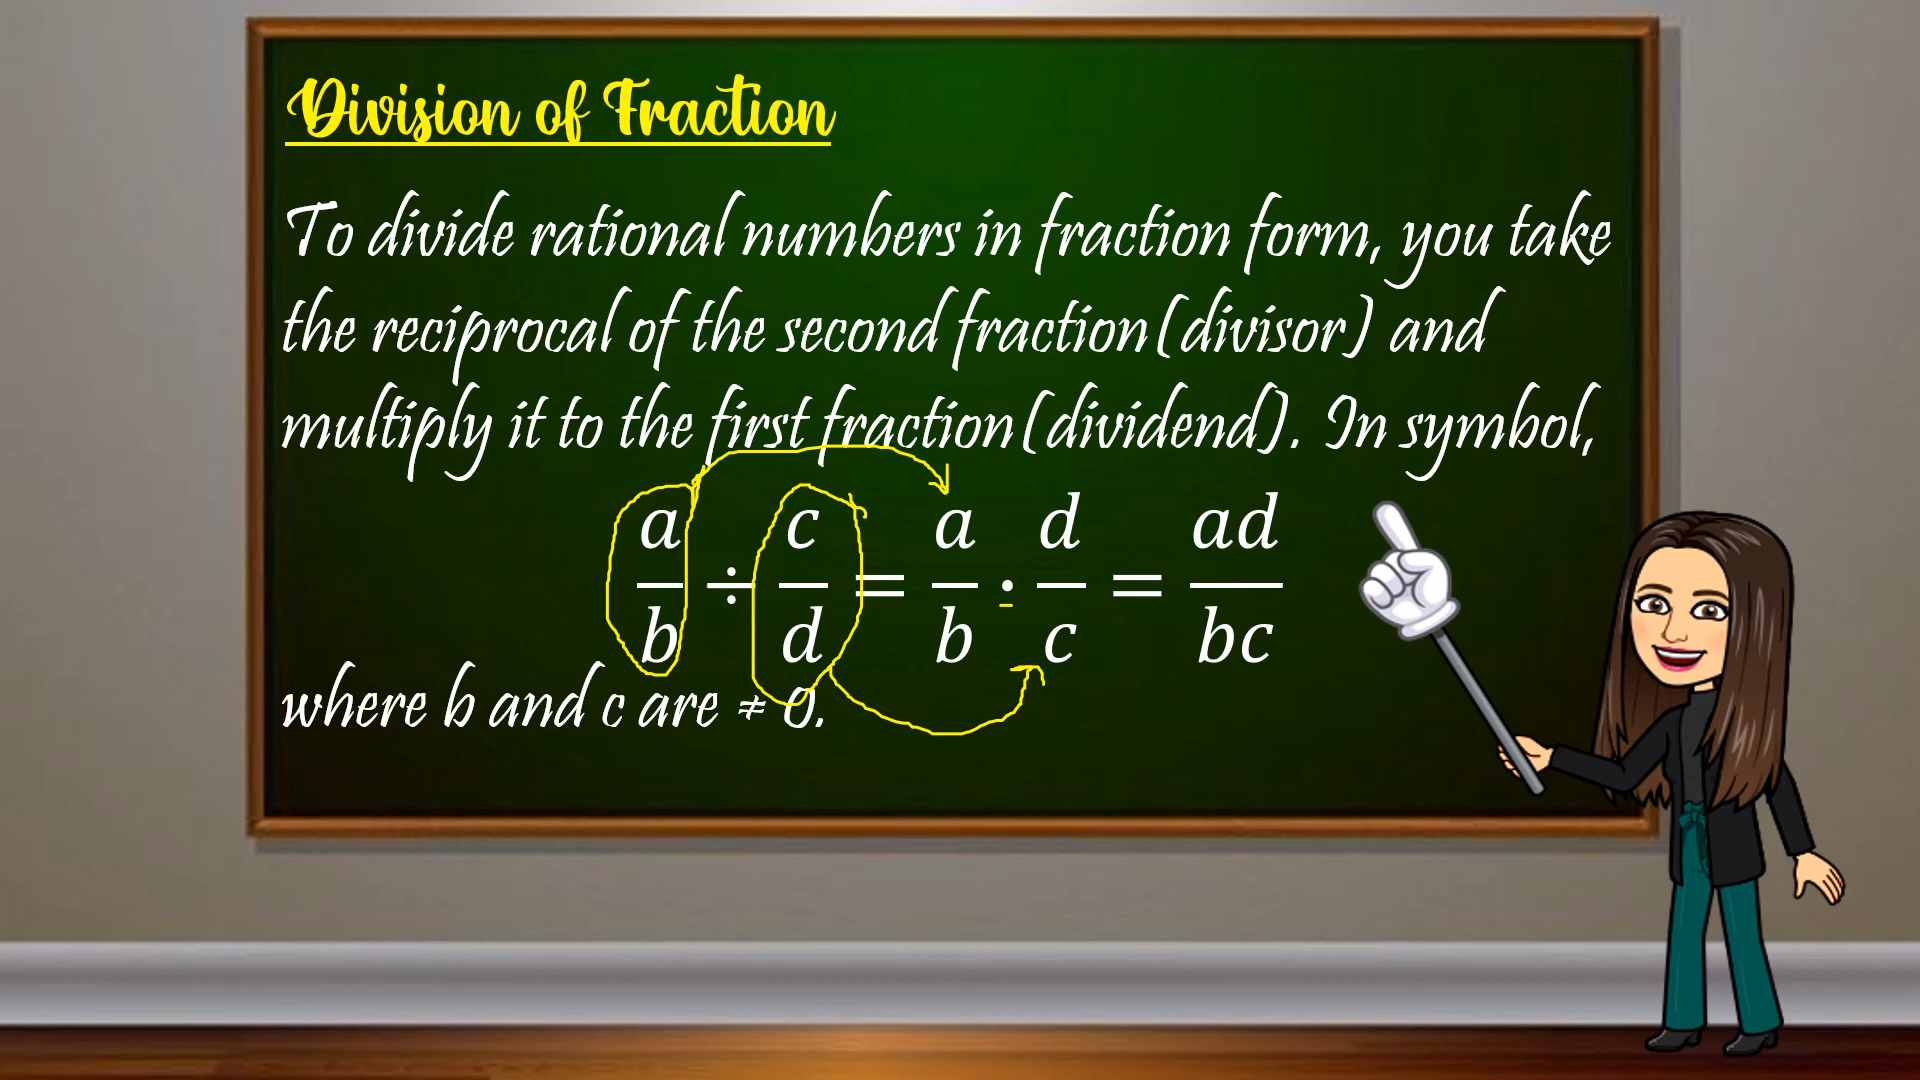 Division of Fraction
To divide rational numbers in fraction form, you take
the reciprocal of the second fraction(divisor) and
multiply it to the first fraction(dividend). In symbol,
a/b ÷ c/d = a/b · d/c = ad/bc
where b and c are ≠ 0.